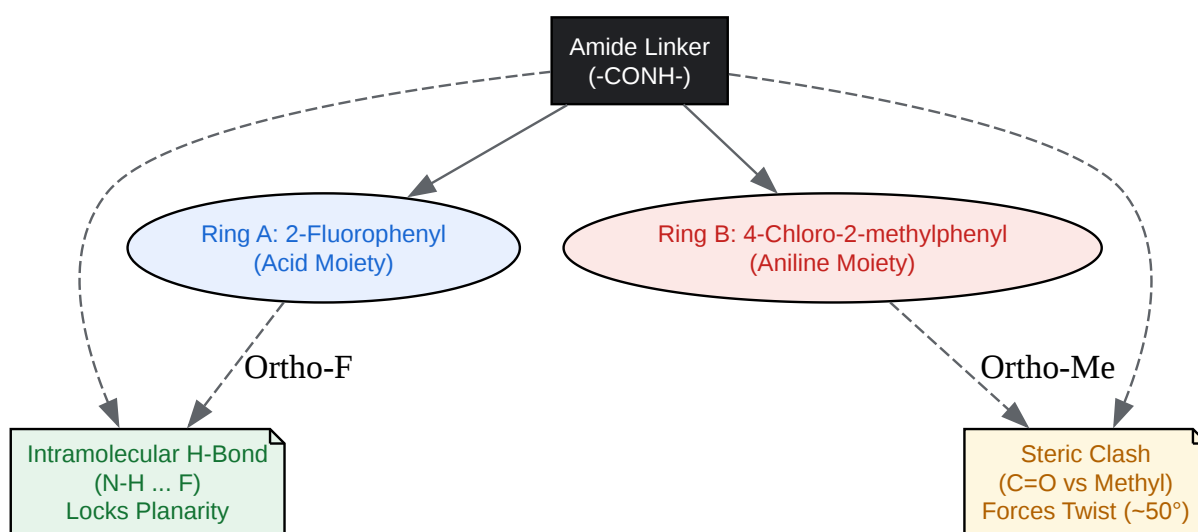 Amide Linker
(-CONH-)
Ring A: 2-Fluorophenyl
(Acid Moiety)
Ring B: 4-Chloro-2-methylphenyl
(Aniline Moiety)
Ortho-F
Ortho-Me
Intramolecular H-Bond
(N-H ... F)
Locks Planarity
Steric Clash
(C=O vs Methyl)
Forces Twist (~50°)